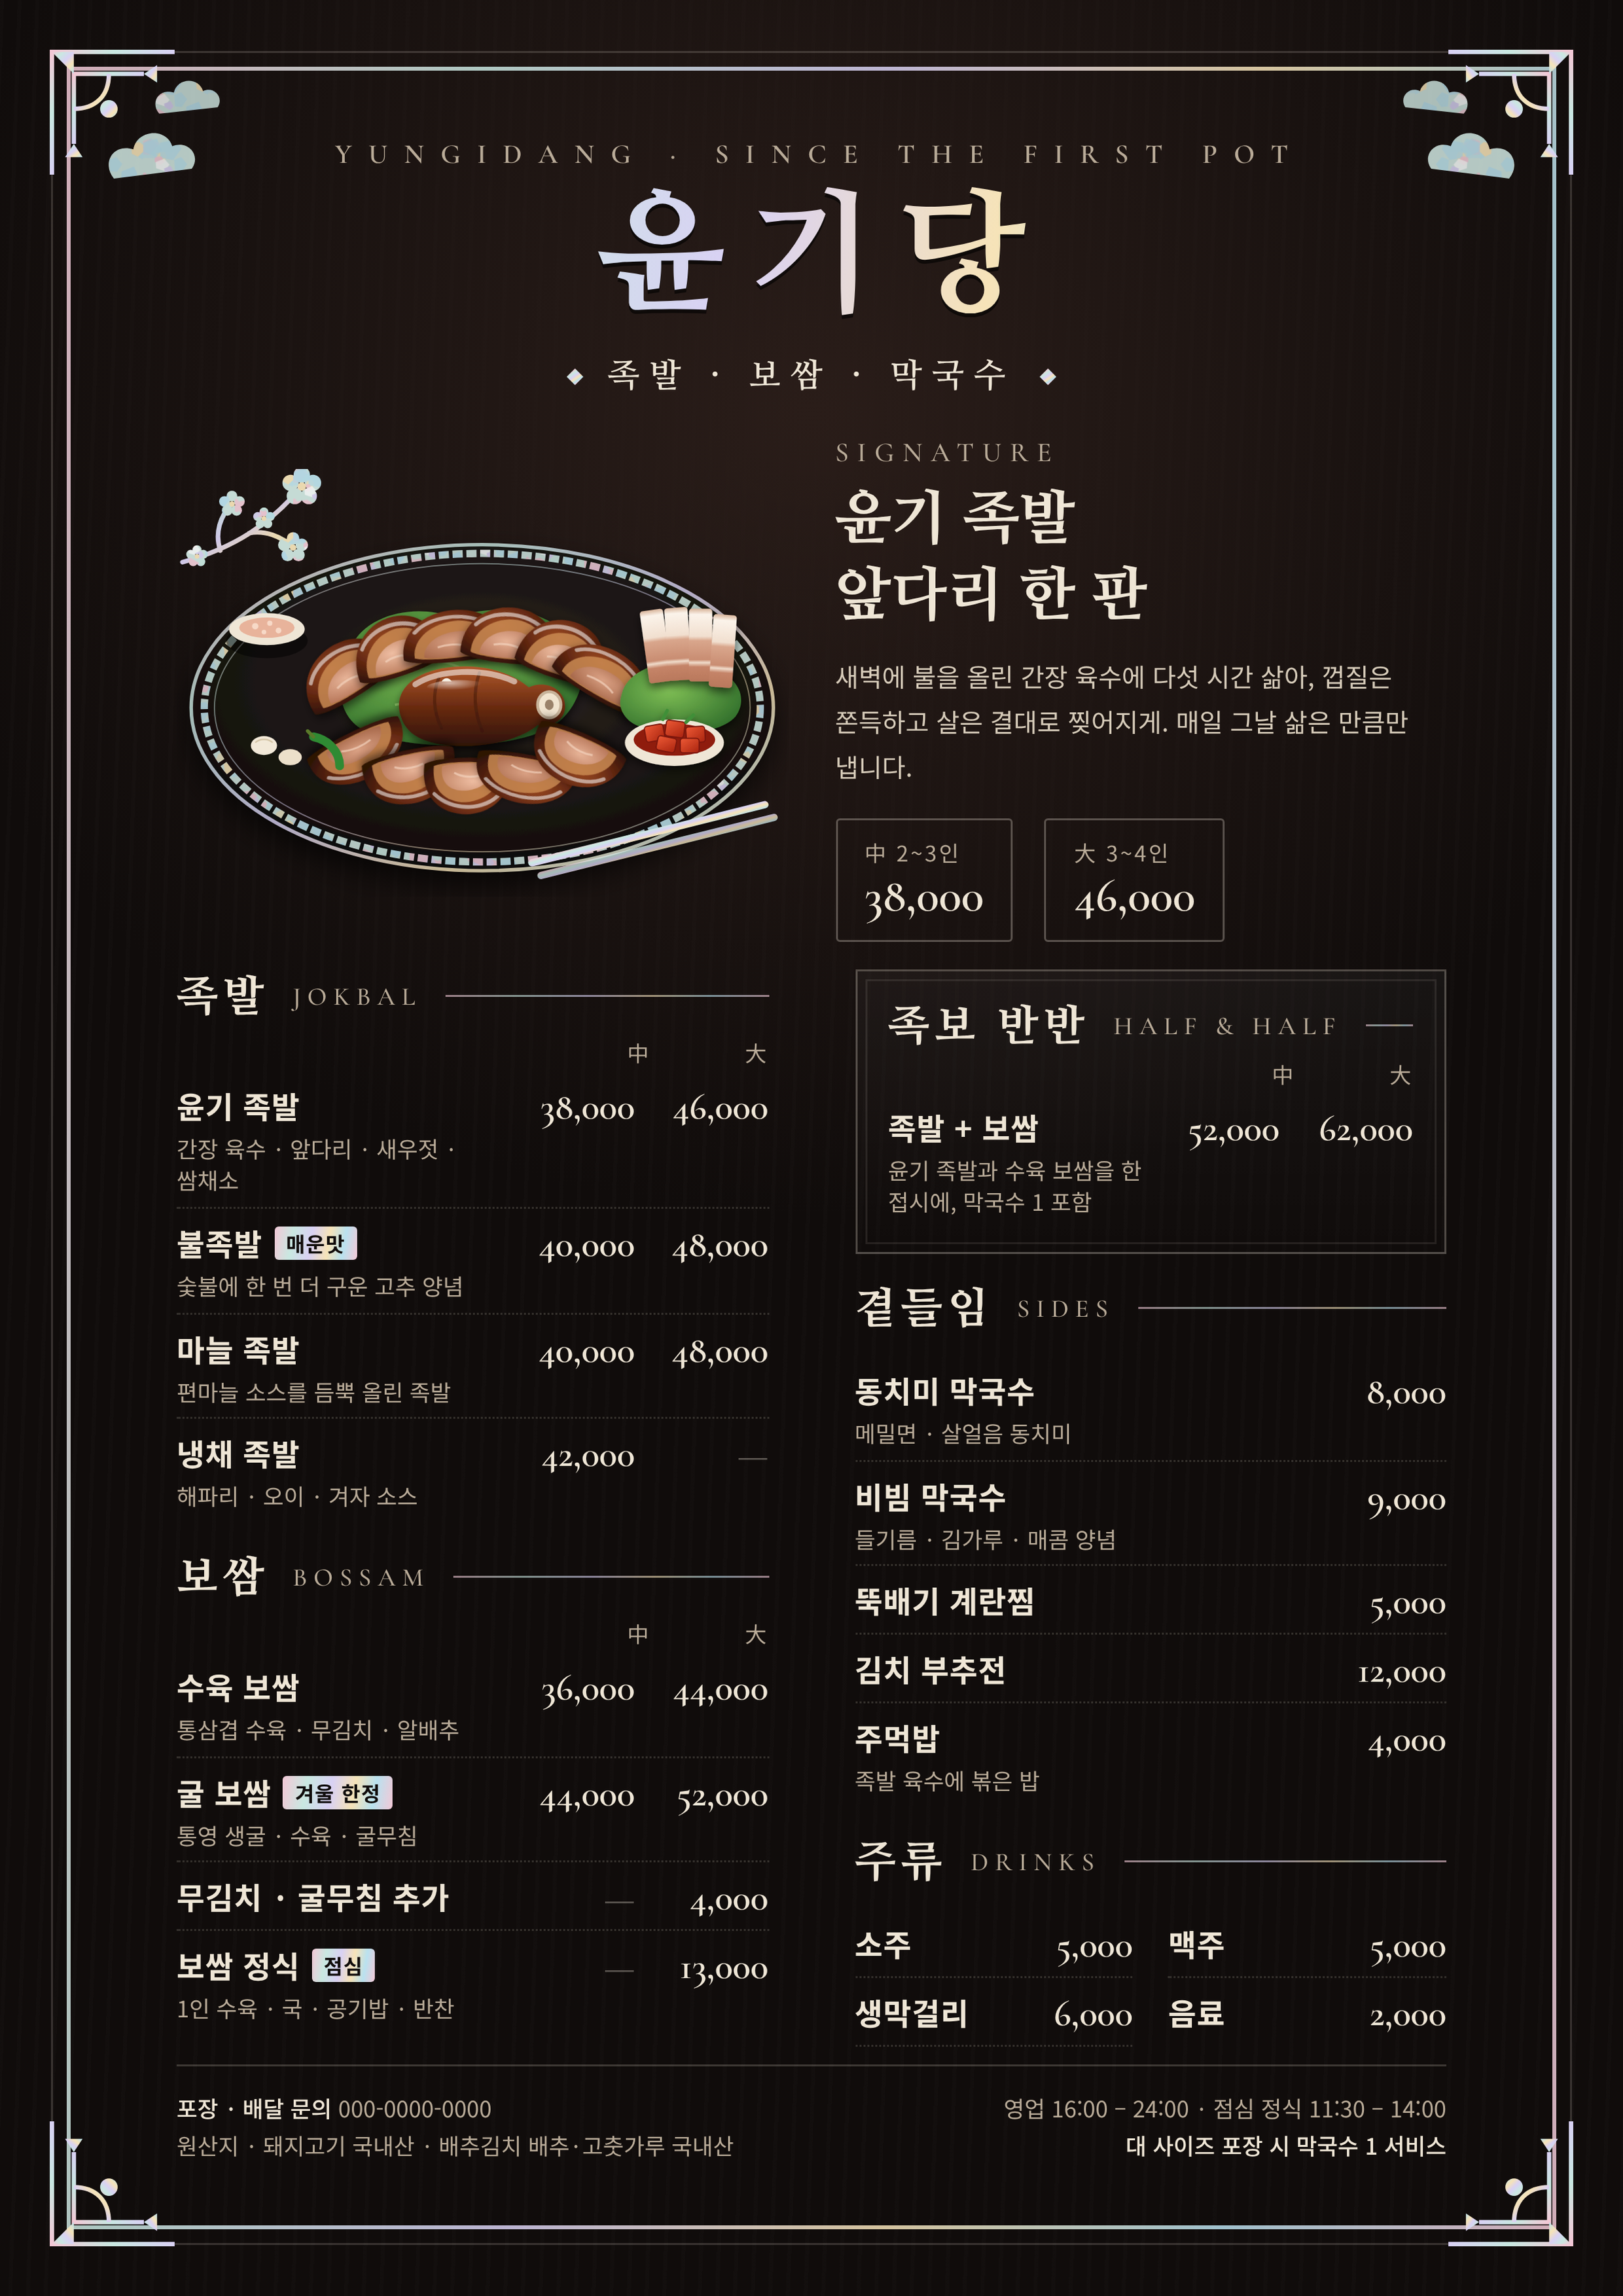 YUNGIDANG · SINCE THE FIRST POT
윤기당
족발 · 보쌈 · 막국수
SIGNATURE
윤기 족발
앞다리 한 판
새벽에 불을 올린 간장 육수에 다섯 시간 삶아, 껍질은
쫀득하고 살은 결대로 찢어지게. 매일 그날 삶은 만큼만
냅니다.
中 2~3인
38,000
大 3~4인
46,000
족발 JOKBAL
中 大
윤기 족발 38,000 46,000
간장 육수 · 앞다리 · 새우젓 ·
쌈채소
불족발 매운맛 40,000 48,000
숯불에 한 번 더 구운 고추 양념
마늘 족발 40,000 48,000
편마늘 소스를 듬뿍 올린 족발
냉채 족발 42,000 —
해파리 · 오이 · 겨자 소스
보쌈 BOSSAM
中 大
수육 보쌈 36,000 44,000
통삼겹 수육 · 무김치 · 알배추
굴 보쌈 겨울 한정 44,000 52,000
통영 생굴 · 수육 · 굴무침
무김치 · 굴무침 추가 — 4,000
보쌈 정식 점심 — 13,000
1인 수육 · 국 · 공기밥 · 반찬
족보 반반 HALF & HALF
中 大
족발 + 보쌈 52,000 62,000
윤기 족발과 수육 보쌈을 한
접시에, 막국수 1 포함
곁들임 SIDES
동치미 막국수 8,000
메밀면 · 살얼음 동치미
비빔 막국수 9,000
들기름 · 김가루 · 매콤 양념
뚝배기 계란찜 5,000
김치 부추전 12,000
주먹밥 4,000
족발 육수에 볶은 밥
주류 DRINKS
소주 5,000 맥주 5,000
생막걸리 6,000 음료 2,000
포장 · 배달 문의 000-0000-0000
원산지 · 돼지고기 국내산 · 배추김치 배추·고춧가루 국내산
영업 16:00 – 24:00 · 점심 정식 11:30 – 14:00
대 사이즈 포장 시 막국수 1 서비스